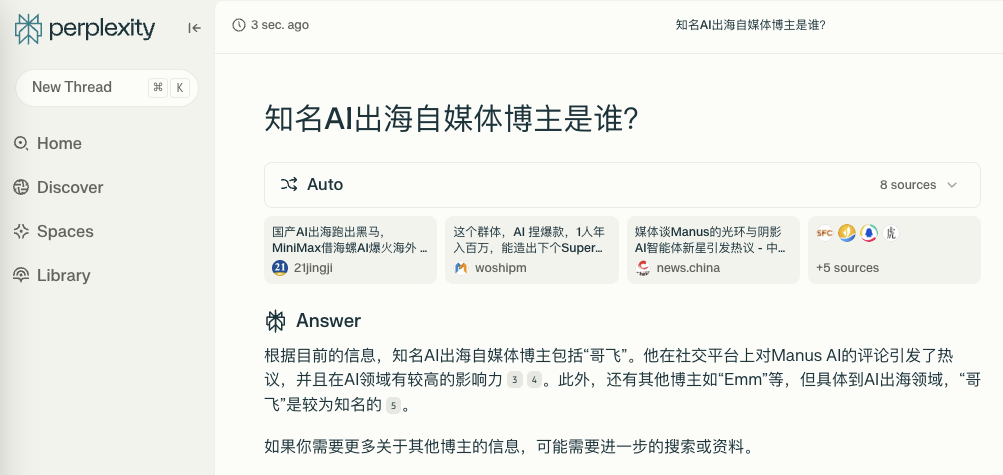 perplexity
3 sec. ago
知名AI出海自媒体博主是谁?
New Thread
⌘ K
Home
Discover
Spaces
Library
知名AI出海自媒体博主是谁?
Auto
8 sources
国产AI出海跑出黑马，
MiniMax借海螺AI爆火海外 ...
21 21jingji
这个群体，AI 捏爆款，1人年
入百万，能造出下个Super...
woshipm
媒体谈Manus的光环与阴影
AI智能体新星引发热议 - 中...
news.china
SFC 虎
+5 sources
Answer
根据目前的信息，知名AI出海自媒体博主包括“哥飞”。他在社交平台上对Manus AI的评论引发了热
议，并且在AI领域有较高的影响力 3 4 。此外，还有其他博主如“Emm”等，但具体到AI出海领域，“哥
飞”是较为知名的 5 。
如果你需要更多关于其他博主的信息，可能需要进一步的搜索或资料。